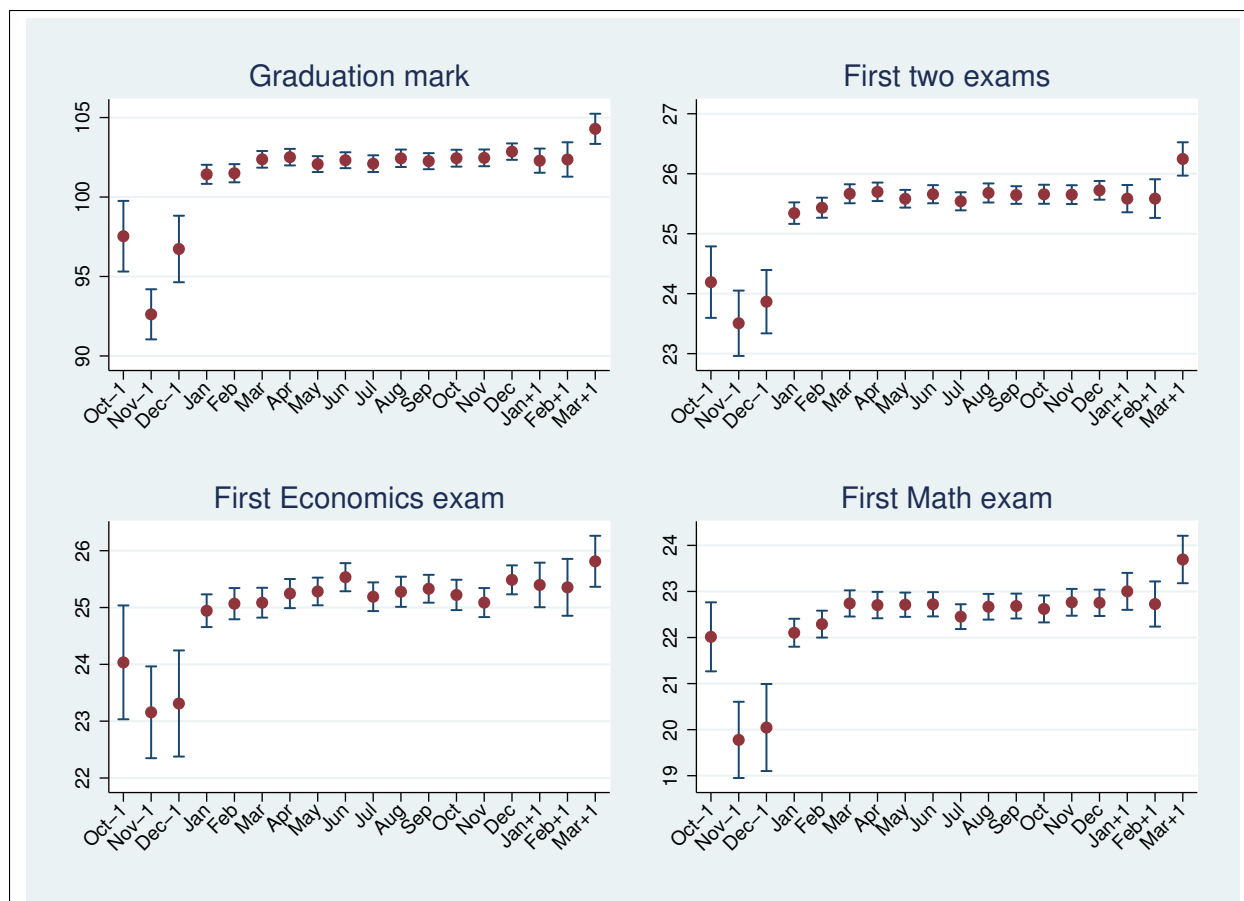 Graduation mark
105
100
95
90
Oct−1
Nov−1
Dec−1
Jan
Feb
Mar
Apr
May
Jun
Jul
Aug
Sep
Oct
Nov
Dec
Jan+1
Feb+1
Mar+1
First two exams
27
26
25
24
23
Oct−1
Nov−1
Dec−1
Jan
Feb
Mar
Apr
May
Jun
Jul
Aug
Sep
Oct
Nov
Dec
Jan+1
Feb+1
Mar+1
First Economics exam
26
25
24
23
22
Oct−1
Nov−1
Dec−1
Jan
Feb
Mar
Apr
May
Jun
Jul
Aug
Sep
Oct
Nov
Dec
Jan+1
Feb+1
Mar+1
First Math exam
24
23
22
21
20
19
Oct−1
Nov−1
Dec−1
Jan
Feb
Mar
Apr
May
Jun
Jul
Aug
Sep
Oct
Nov
Dec
Jan+1
Feb+1
Mar+1